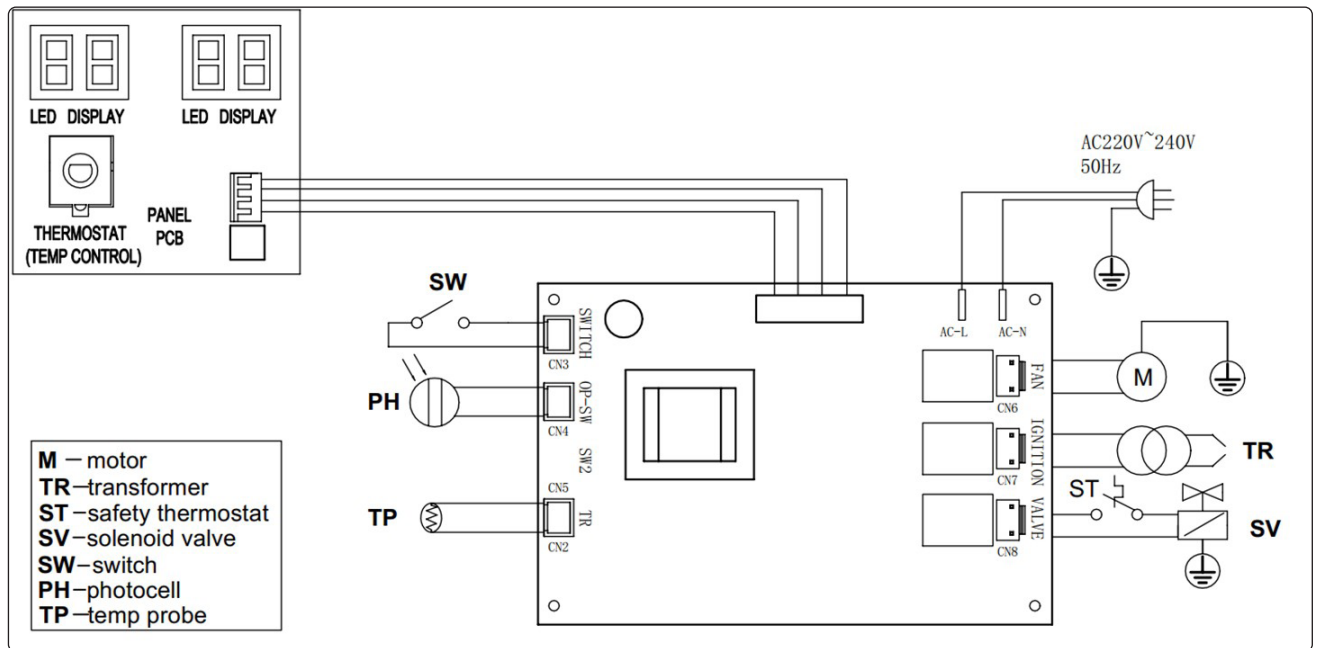 LED DISPLAY
LED DISPLAY
THERMOSTAT
(TEMP CONTROL)
PANEL
PCB
AC220V~240V
50Hz
SW
SWITCH
CN3
PH
OP-SW
CN4
SW2
CN5
TP
TR
CN2
AC-L
AC-N
FAN
CN6
M
IGNITION
CN7
TR
VALVE
CN8
ST
SV
M — motor
TR—transformer
ST—safety thermostat
SV—solenoid valve
SW—switch
PH—photocell
TP—temp probe